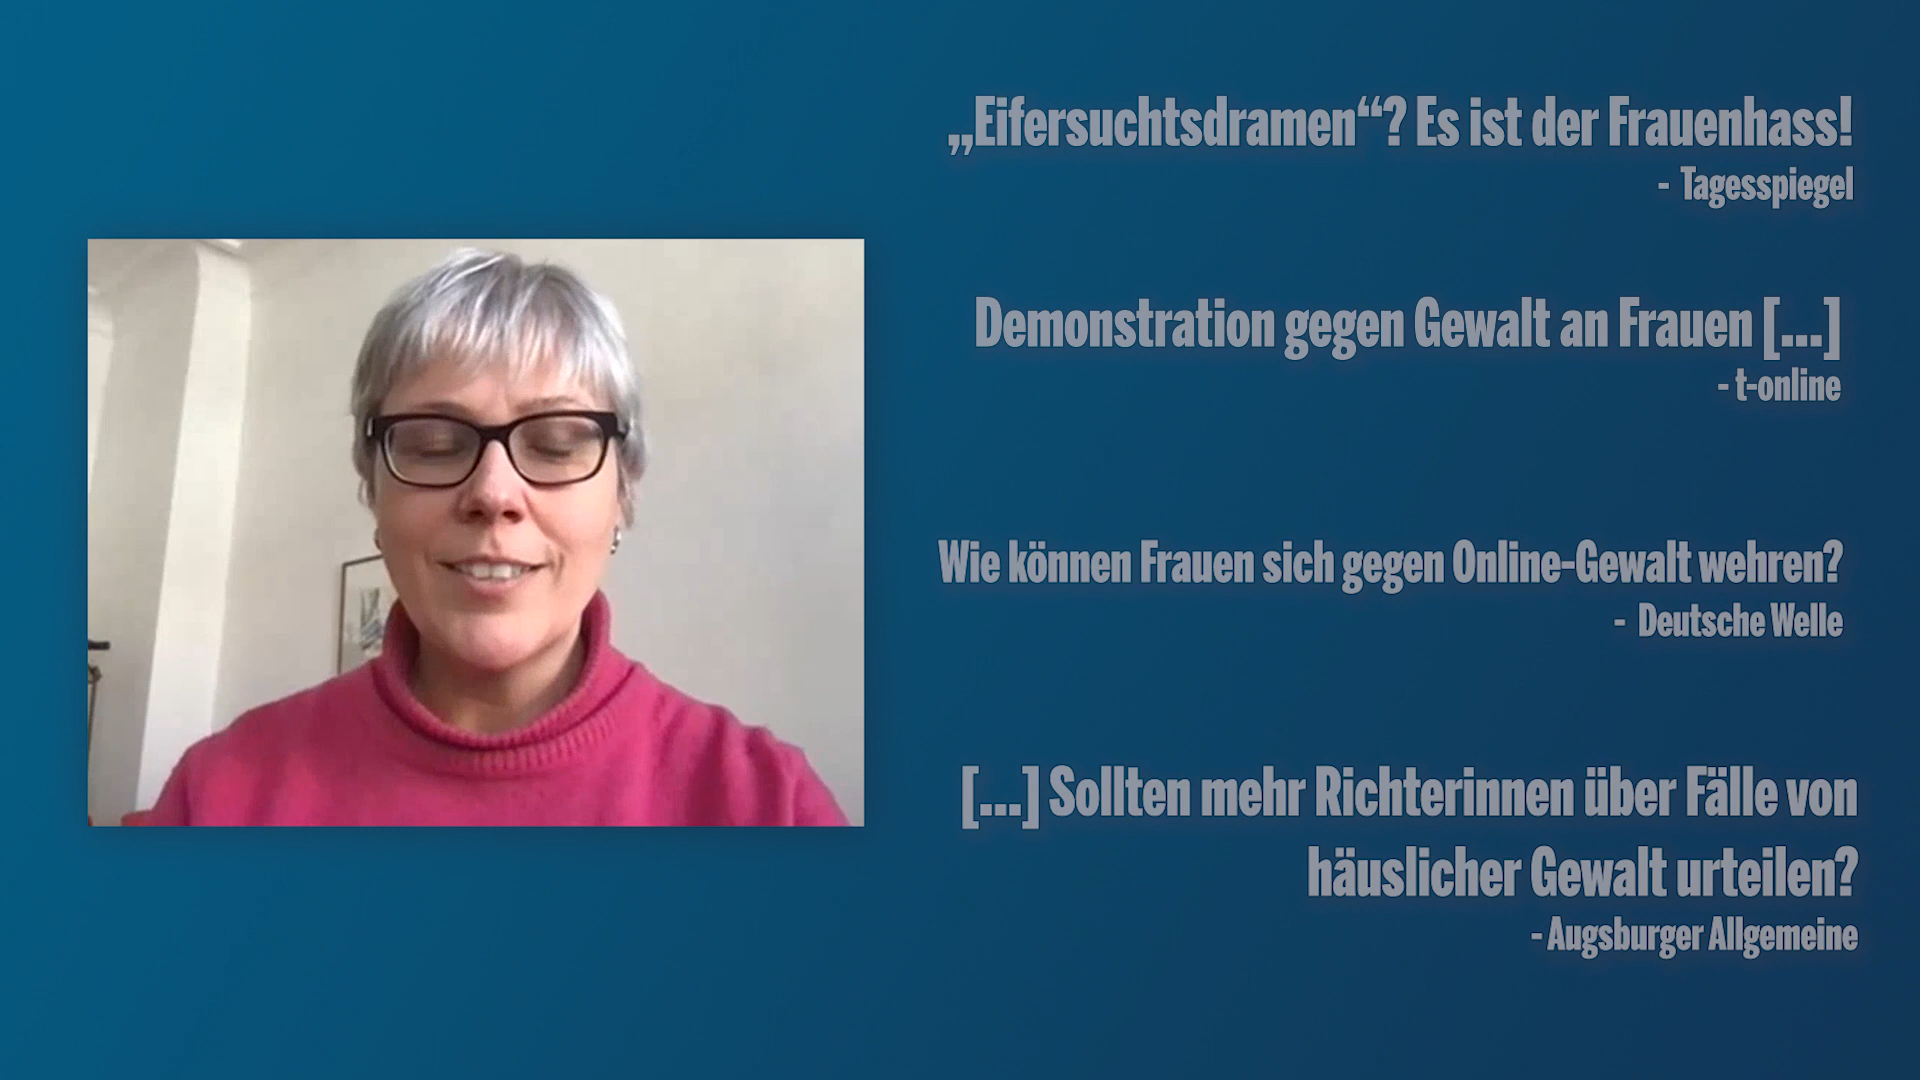 „Eifersuchtsdramen“? Es ist der Frauenhass!
- Tagesspiegel
Demonstration gegen Gewalt an Frauen [...]
- t-online
Wie können Frauen sich gegen Online-Gewalt wehren?
- Deutsche Welle
[...] Sollten mehr Richterinnen über Fälle von
häuslicher Gewalt urteilen?
- Augsburger Allgemeine